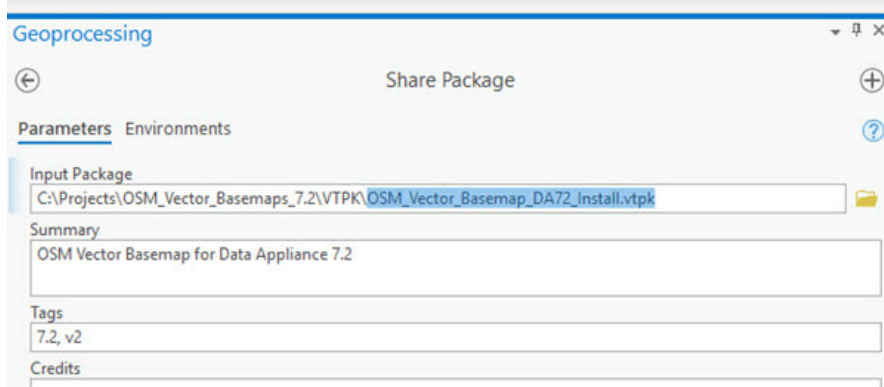 Geoprocessing
Share Package
Parameters Environments
Input Package
C:\Projects\OSM_Vector_Basemaps_7.2\VTPK\OSM_Vector_Basemap_DA72_Install.vtpk
Summary
OSM Vector Basemap for Data Appliance 7.2
Tags
7.2, v2
Credits